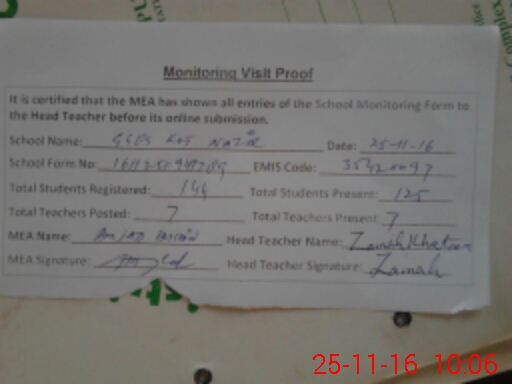 Monitoring Visit Proof
It is certified that the MEA has shown all entries of the School Monitoring Form to
the Head Teacher before its online submission.
School Name: GGES KOT NAZIR Date: 25-11-16
School Form No: EMIS Code:
Total Students Registered: 144 Total Students Present: 125
Total Teachers Posted: 7 Total Teachers Present: 7
MEA Name: Head Teacher Name: Zainab Khatoon
MEA Signature: Head Teacher Signature: Zainab
25-11-16 10:06